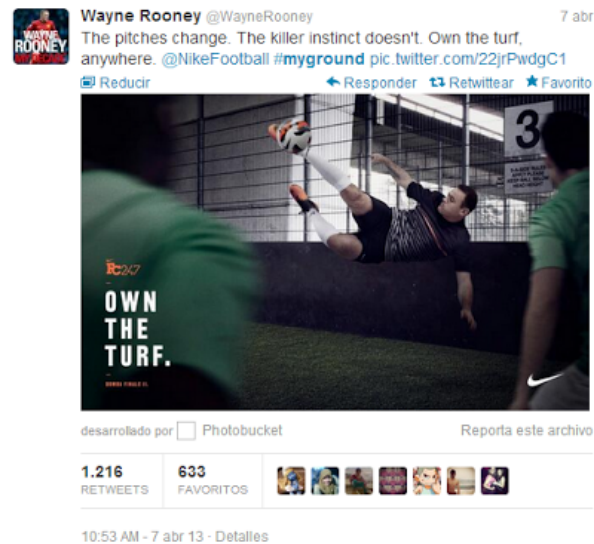 Wayne Rooney @WayneRooney 7 abr
WAYNE
ROONEY
The pitches change. The killer instinct doesn't. Own the turf,
anywhere. @NikeFootball #myground pic.twitter.com/22jrPwdgC1
Reducir Responder Retwittear Favorito
3
FC247
OWN
THE
TURF.
desarrollado por Photobucket Reporta este archivo
1.216 633
RETWEETS FAVORITOS
10:53 AM - 7 abr 13 · Detalles